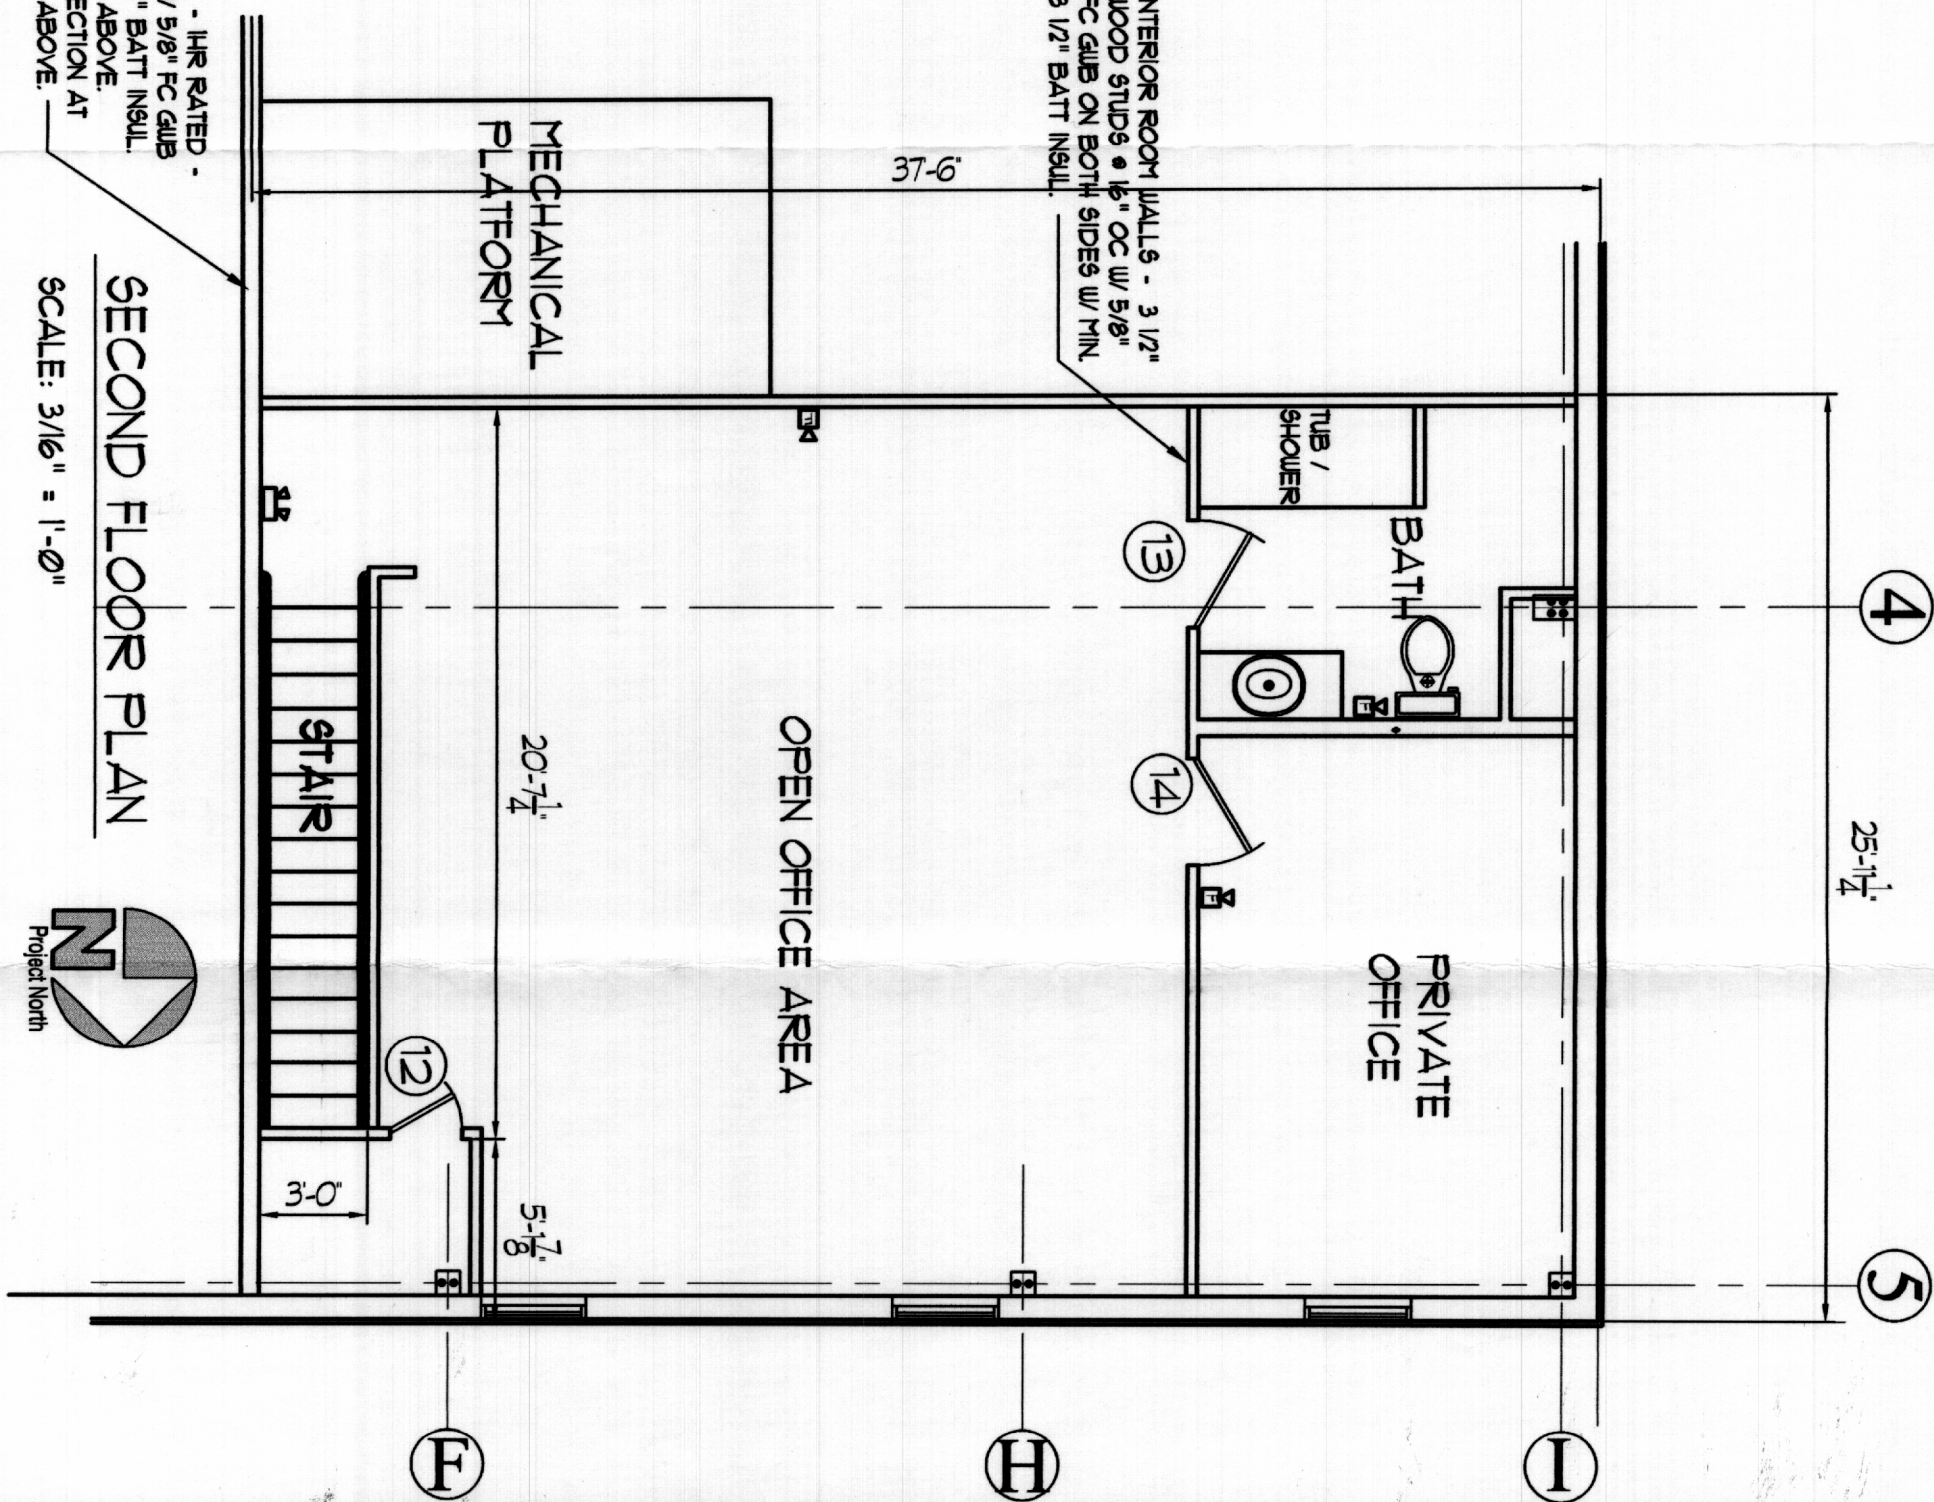 INTERIOR ROOM WALLS - 3 1/2"
WOOD STUDS @ 16" OC W/ 5/8"
FC GWB ON BOTH SIDES W/ MIN.
3 1/2" BATT INSUL.
- 1HR RATED -
W/ 5/8" FC GWB
" BATT INSUL.
ABOVE.
ECTION AT
ABOVE.
4
5
25'-11 1/4"
37'-6"
TUB /
SHOWER
BATH
13
14
PRIVATE
OFFICE
F
F
F
OPEN OFFICE AREA
MECHANICAL
PLATFORM
20'-7 1/4"
5'-1 7/8"
12
STAIR
3'-0"
I
H
F
SECOND FLOOR PLAN
SCALE: 3/16" = 1'-0"
N
Project North